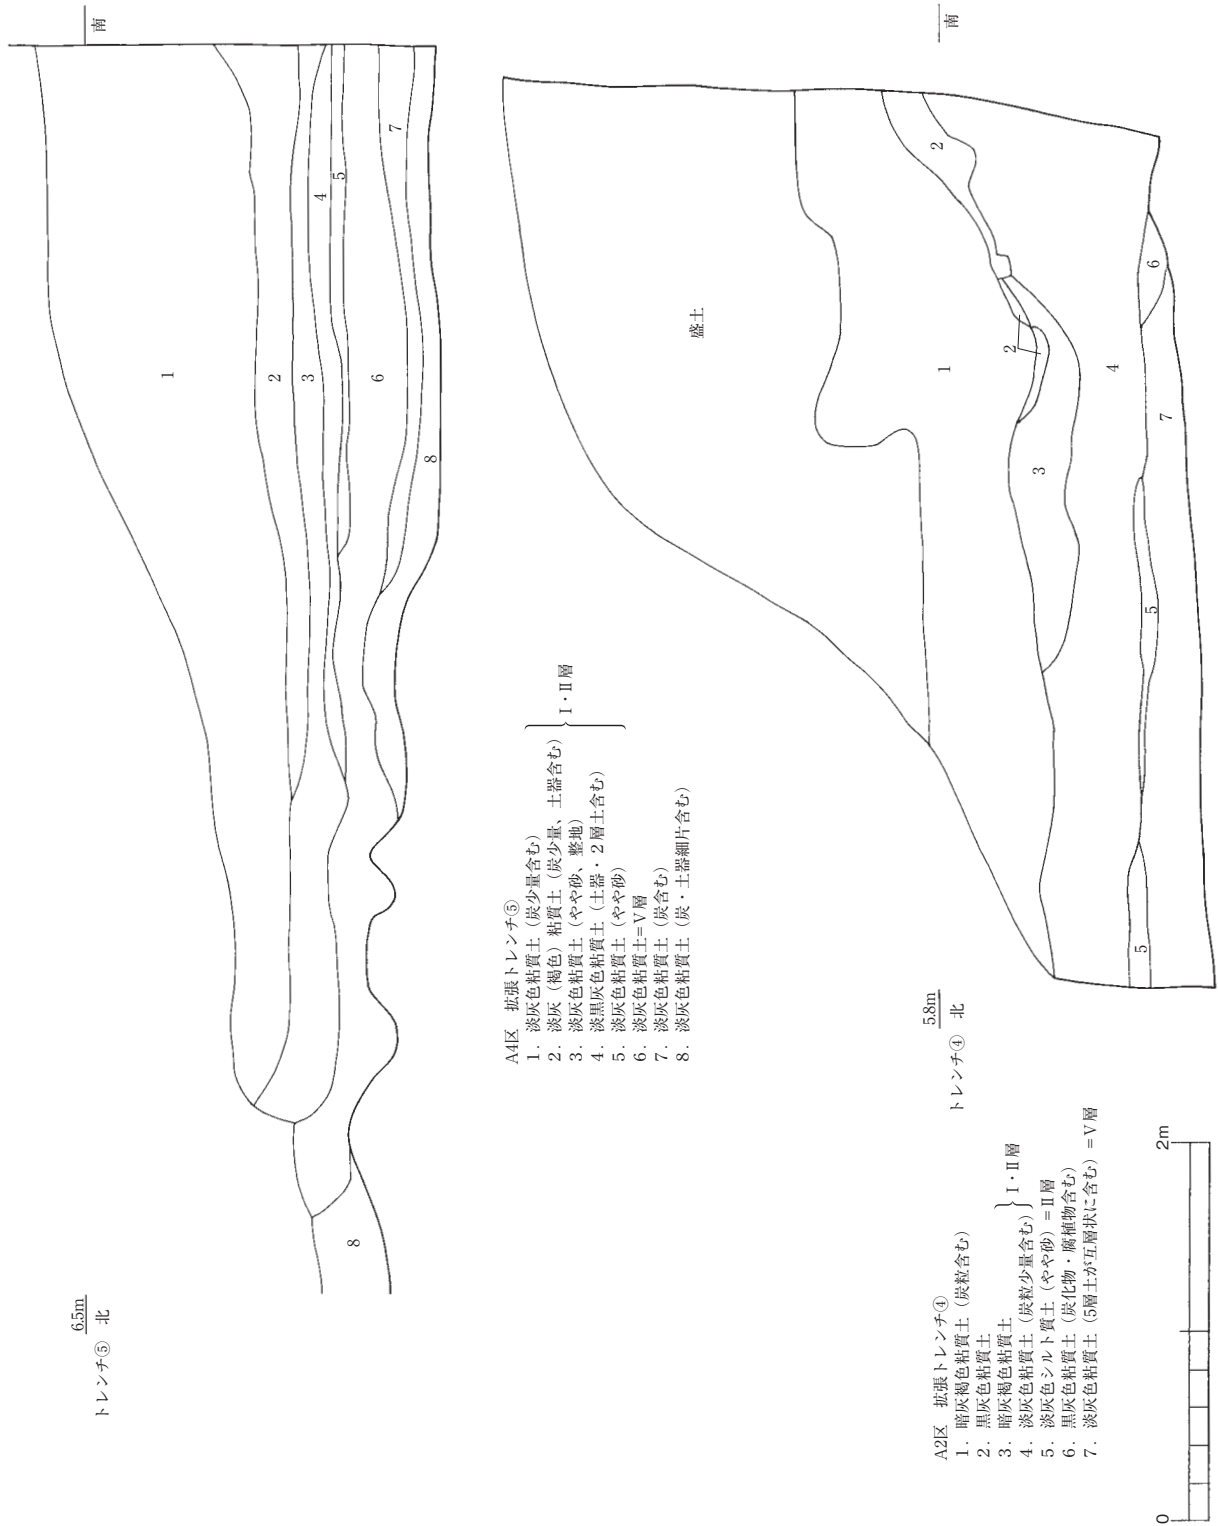 6.5m
トレンチ⑤ 北
南
1
2
3
4
5
6
7
8
8
A4区 拡張トレンチ⑤
1. 淡灰色粘質土（炭少量含む）
2. 淡灰（褐色）粘質土（炭少量、土器含む）
3. 淡灰色粘質土（やや砂、整地）
4. 淡黒灰色粘質土（土器・2層土含む）
5. 淡灰色粘質土（やや砂）
I・II層
6. 淡灰色粘質土=V層
7. 淡灰色粘質土（炭含む）
8. 淡灰色粘質土（炭・土器細片含む）
5.8m
トレンチ④ 北
南
盛土
1
2
2
3
4
5
5
6
7
A2区 拡張トレンチ④
1. 暗灰褐色粘質土（炭粒含む）
2. 黒灰色粘質土
3. 暗灰褐色粘質土
4. 淡灰色粘質土（炭粒少量含む）
I・II層
5. 淡灰色シルト質土（やや砂）=II層
6. 黒灰色粘質土（炭化物・腐植物含む）
7. 淡灰色粘質土（5層土が互層状に含む）=V層
0
2m